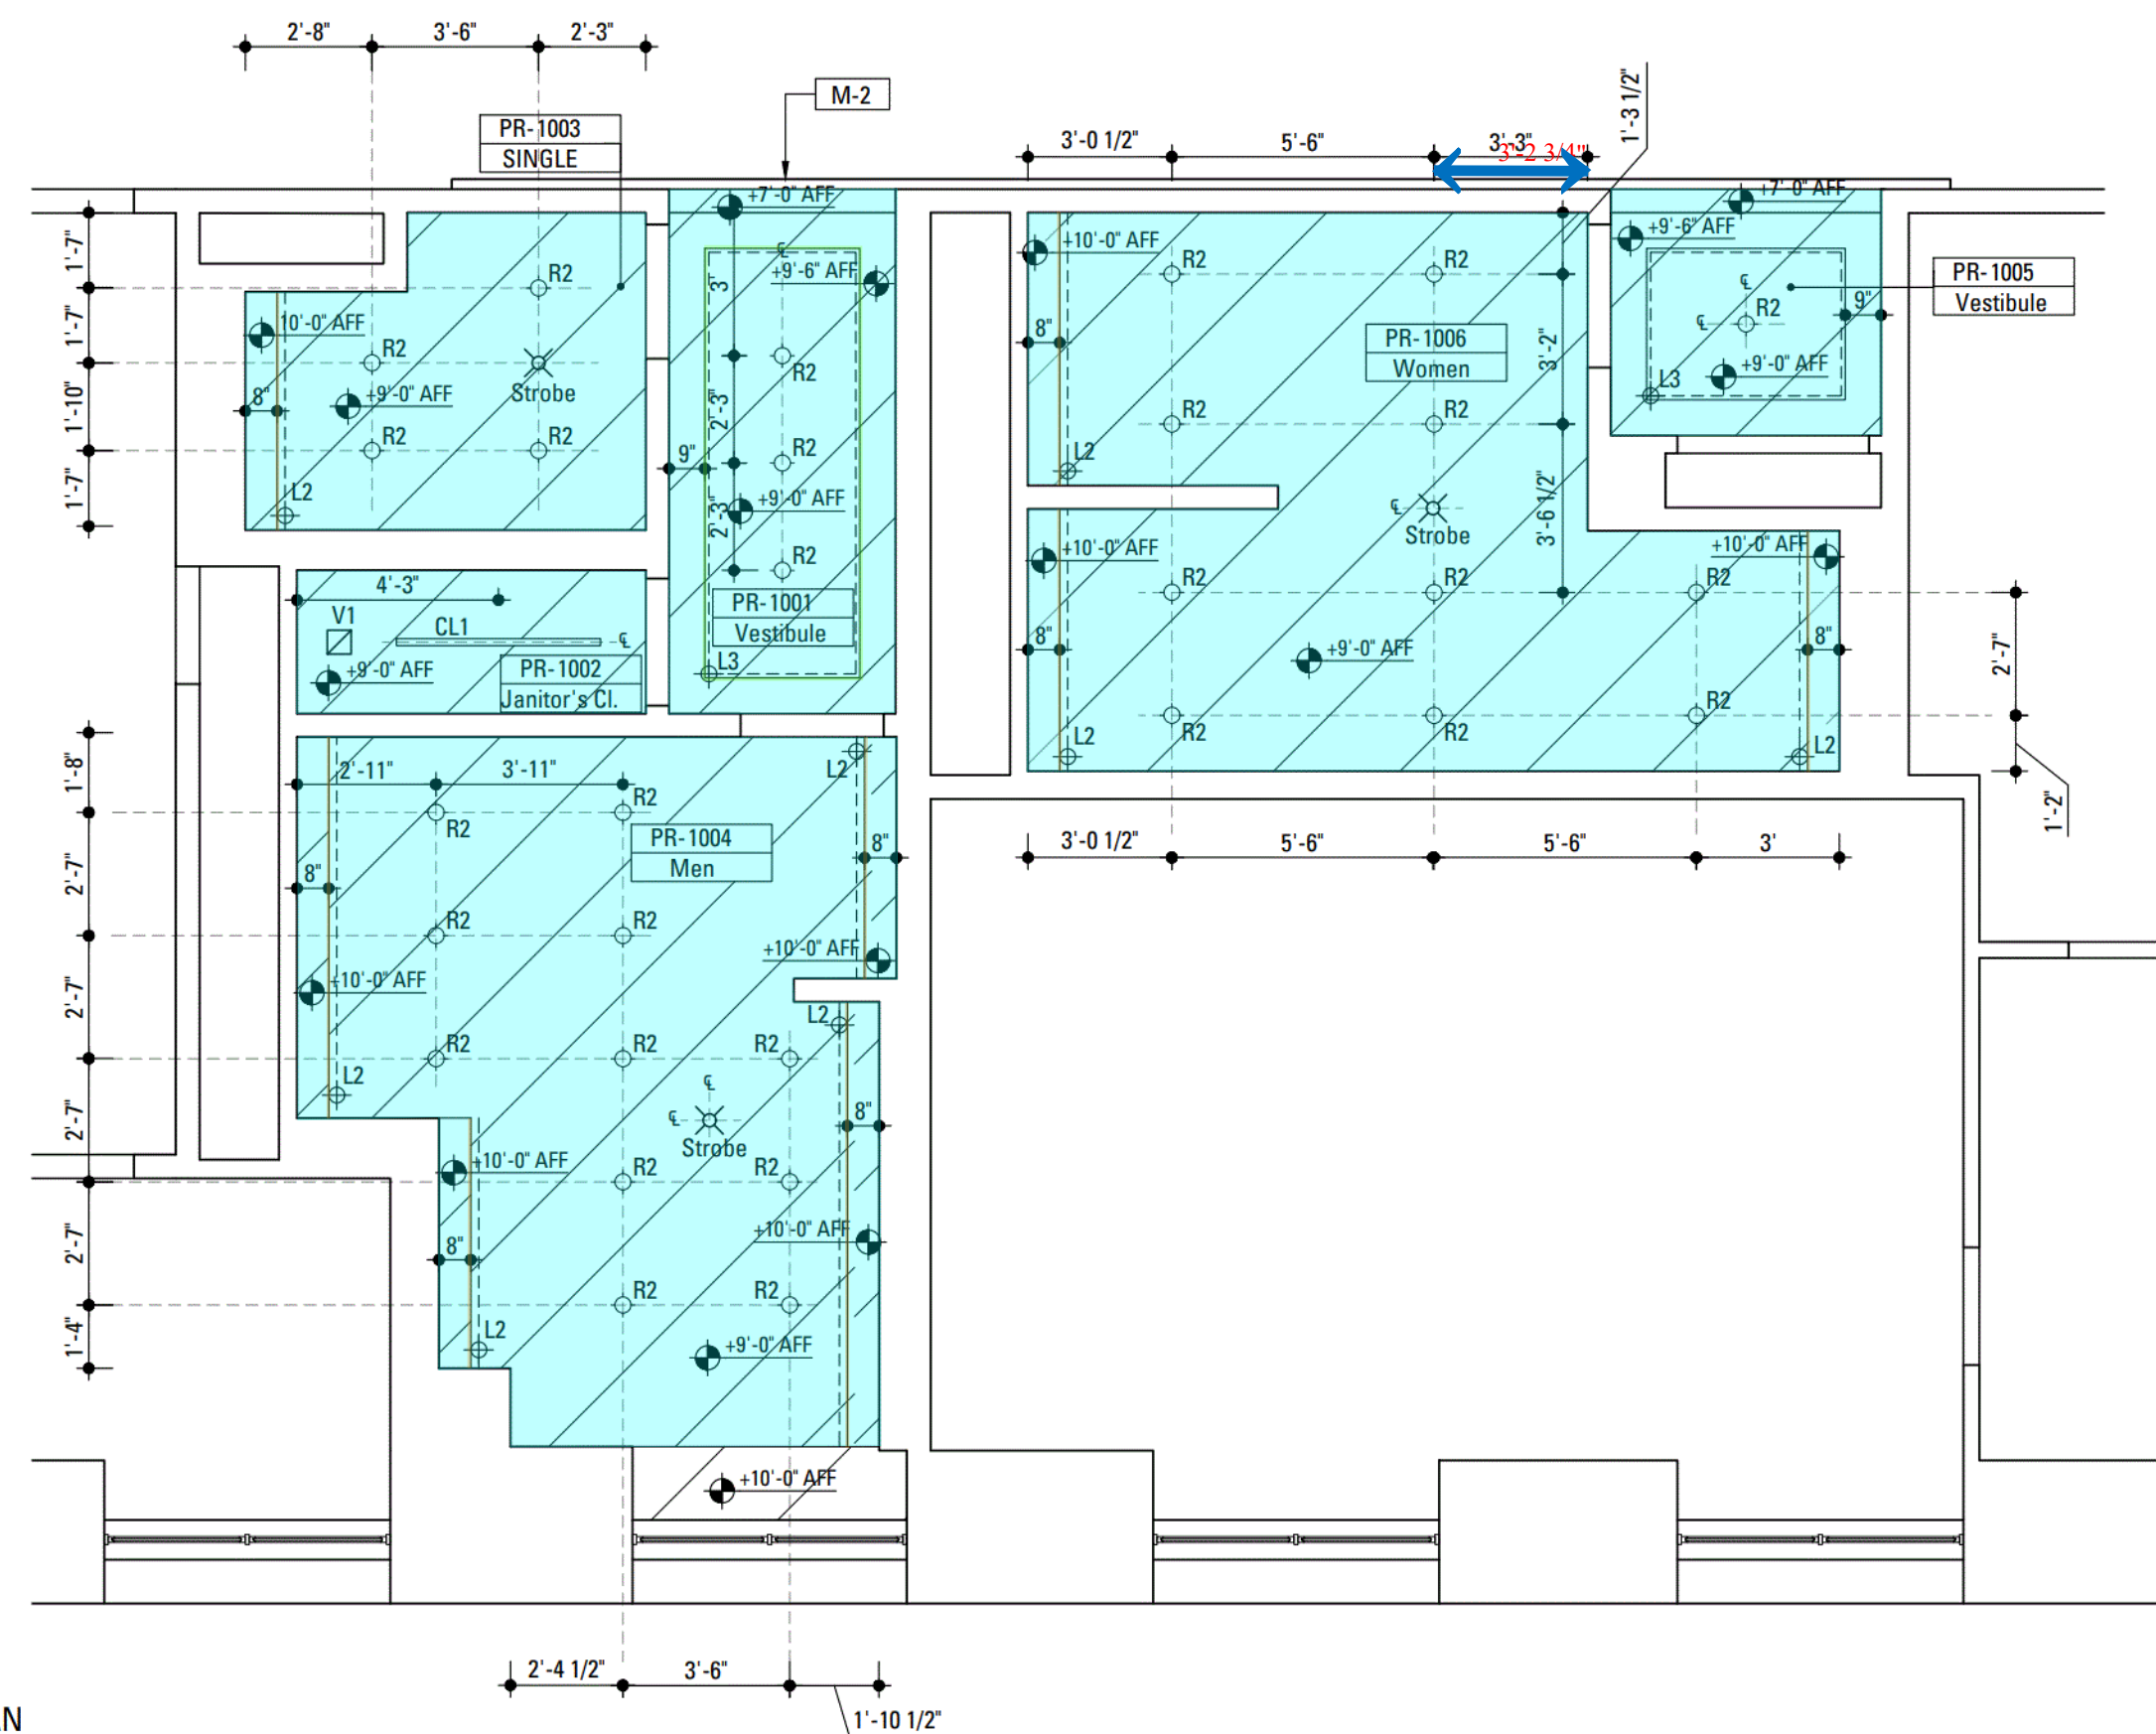 2'-8" 3'-6" 2'-3"
M-2
PR-1003
SINGLE
1'-3 1/2"
3'-0 1/2" 5'-6" 3'-3"
3'-2 3/4"
+7'-0" AFF
+7'-0" AFF
+10'-0" AFF
+9'-6" AFF
℄
+9'-6" AFF
R2
R2
R2
PR-1005
Vestibule
1'-7"
1'-7"
1'-10"
1'-7"
10'-0" AFF
R2
+9'-0" AFF
Strobe
8"
R2
R2
L2
3'
R2
2'-3"
9"
R2
+9'-0" AFF
2'-3"
R2
PR-1001
Vestibule
L3
8"
PR-1006
Women
3'-2"
℄
R2
9"
℄
+9'-0" AFF
L3
R2
R2
L2
℄
Strobe
3'-6 1/2"
+10'-0" AFF
+10'-0" AFF
R2
R2
R2
8"
+9'-0" AFF
8"
2'-7"
R2
R2
R2
L2
L2
1'-2"
4'-3"
V1
CL1
℄
+9'-0" AFF
PR-1002
Janitor's Cl.
3'-0 1/2" 5'-6" 5'-6" 3'
1'-8"
2'-7"
2'-7"
2'-7"
2'-7"
1'-4"
2'-11" 3'-11"
L2
R2
R2
PR-1004
Men
8"
8"
R2
R2
+10'-0" AFF
+10'-0" AFF
L2
R2
R2
R2
L2
℄
℄
Strobe
8"
+10'-0" AFF
R2
R2
+10'-0" AFF
8"
R2
R2
L2
+9'-0" AFF
+10'-0" AFF
2'-4 1/2" 3'-6"
1'-10 1/2"
AN